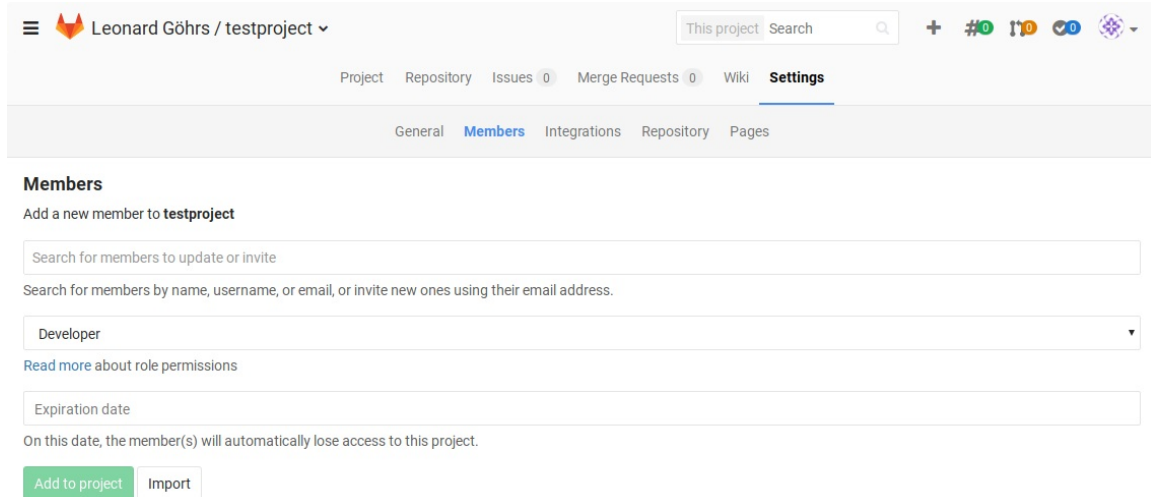 Leonard Göhrs / testproject
This project Search
0 0 0
Project Repository Issues 0 Merge Requests 0 Wiki Settings
General Members Integrations Repository Pages
Members
Add a new member to testproject
Search for members to update or invite
Search for members by name, username, or email, or invite new ones using their email address.
Developer
Read more about role permissions
Expiration date
On this date, the member(s) will automatically lose access to this project.
Add to project Import